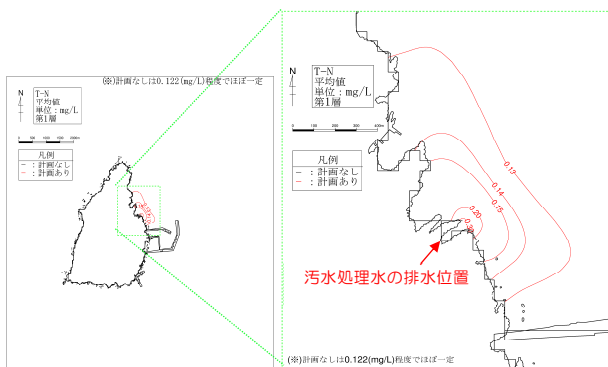 (※)計画なしは0.122(mg/L)程度でほぼ一定
N
T-N
平均値
単位:mg/L
第1層
凡例
― :計画なし
― :計画あり
N
T-N
平均値
単位:mg/L
第1層
0 100 200 300 400m
凡例
― :計画なし
― :計画あり
0.13
0.14
0.15
0.20
汚水処理水の排水位置
(※)計画なしは0.122(mg/L)程度でほぼ一定